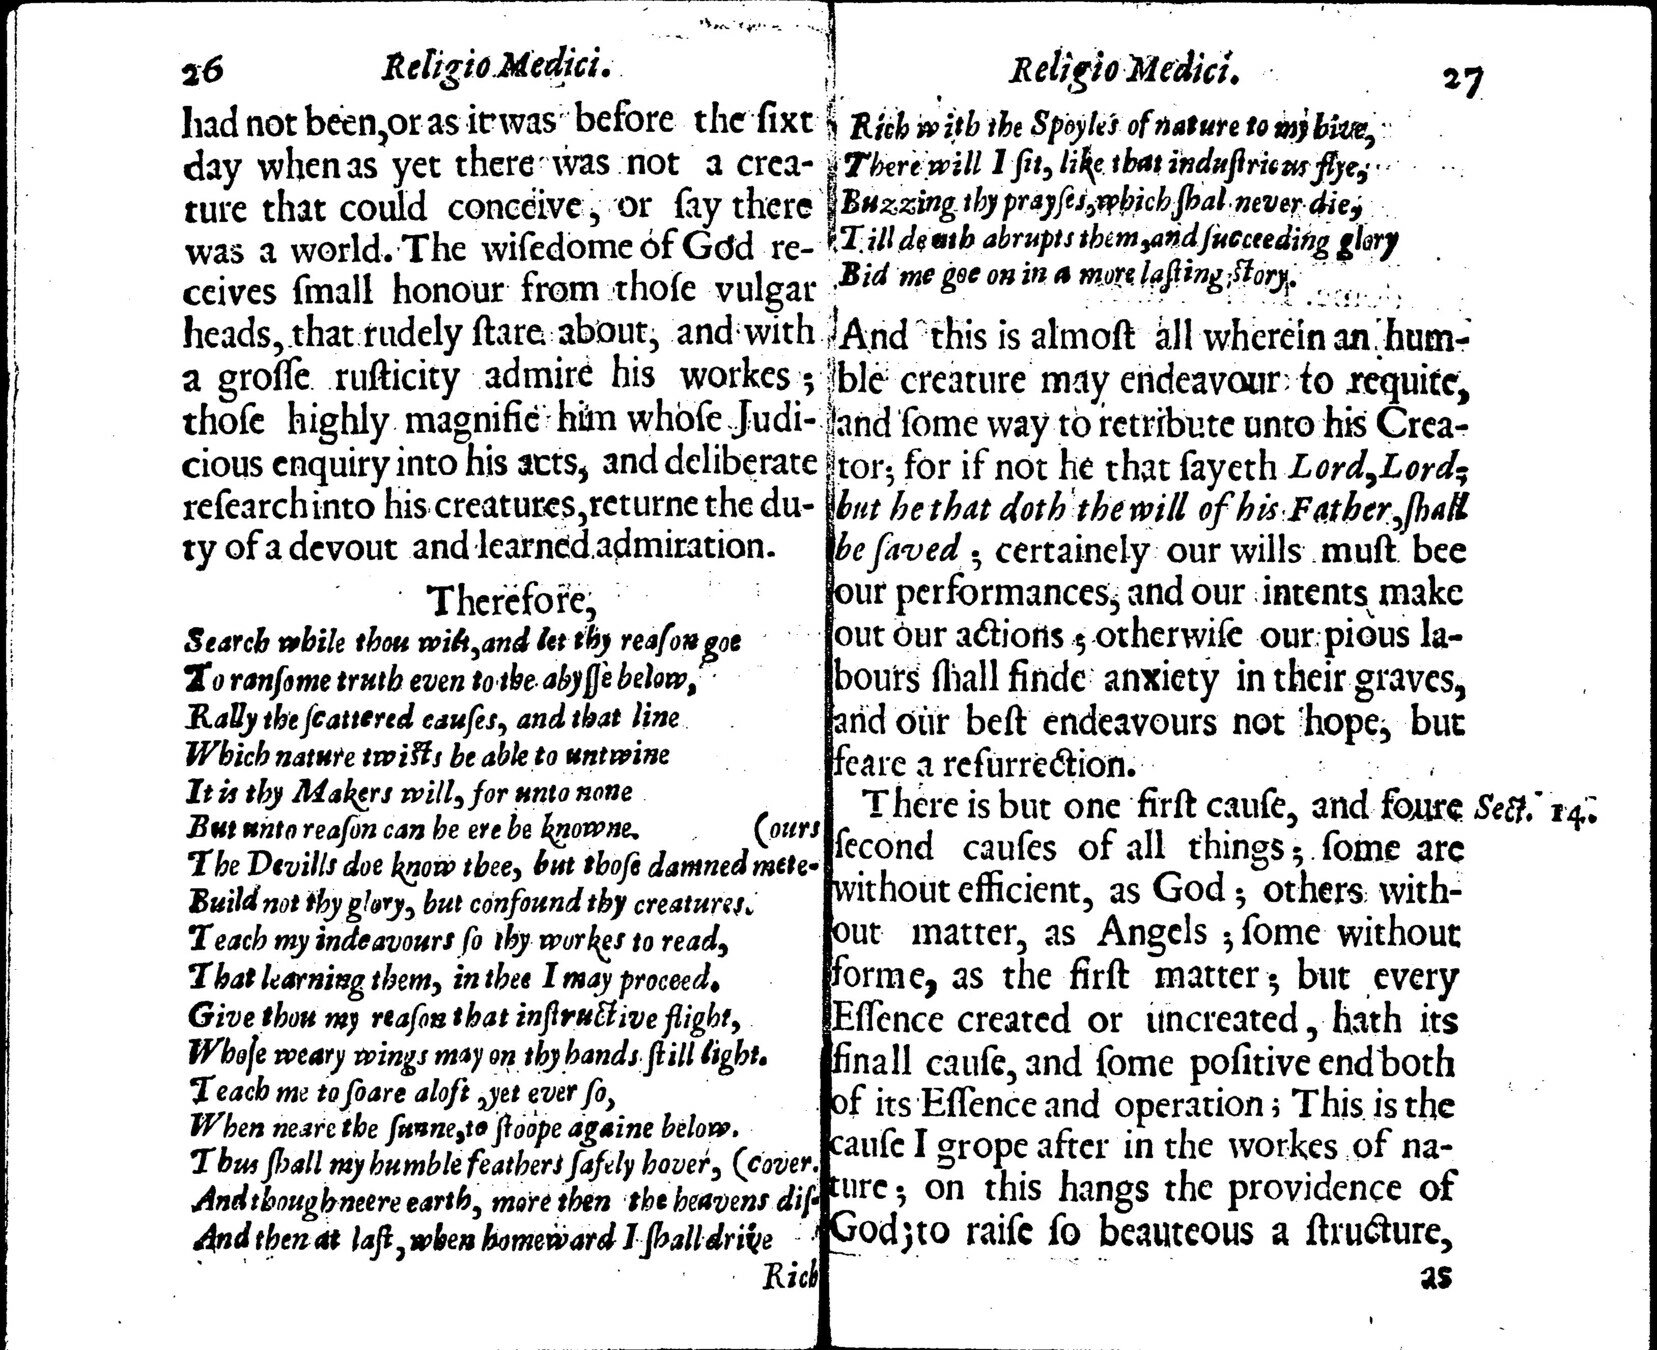 26 Religio Medici.
had not been, or as it was before the ſixt
day when as yet there was not a crea-
ture that could conceive, or ſay there
was a world. The wiſedome of God re-
ceives ſmall honour from thoſe vulgar
heads, that rudely ſtare about, and with
a groſſe ruſticity admire his workes ;
thoſe highly magnifie him whoſe Judi-
cious enquiry into his acts, and deliberate
reſearch into his creatures, returne the du-
ty of a devout and learned admiration.
Therefore,
Search while thou wilt, and let thy reaſon goe
To ranſome truth even to the abyſſe below,
Rally the ſcattered cauſes, and that line
Which nature twiſts be able to untwine
It is thy Makers will, for unto none
But unto reaſon can he ere be knowne. (ours
The Devills doe know thee, but thoſe damned mete-
Build not thy glory, but confound thy creatures.
Teach my indeavours ſo thy workes to read,
That learning them, in thee I may proceed.
Give thou my reaſon that inſtructive flight,
Whoſe weary wings may on thy hands ſtill light.
Teach me to ſoare aloft, yet ever ſo,
When neare the ſunne, to ſtoope againe below.
Thus ſhall my humble feathers ſafely hover, (cover.
And though neere earth, more then the heavens diſ-
And then at laſt, when homeward I ſhall drive
Rich
Religio Medici. 27
Rich with the Spoyles of nature to my hive,
There will I ſit, like that induſtrious flye,
Buzzing thy prayſes, which ſhal never die,
Till death abrupts them, and ſucceeding glory
Bid me goe on in a more laſting ſtory.
And this is almoſt all wherein an hum-
ble creature may endeavour to requite,
and ſome way to retribute unto his Crea-
tor; for if not he that ſayeth Lord, Lord;
but he that doth the will of his Father, ſhall
be ſaved ; certainely our wills muſt bee
our performances, and our intents make
out our actions ; otherwiſe our pious la-
bours ſhall finde anxiety in their graves,
and our beſt endeavours not hope, but
feare a reſurrection.
There is but one firſt cauſe, and foure Sect. 14.
ſecond cauſes of all things; ſome are
without efficient, as God ; others with-
out matter, as Angels ; ſome without
forme, as the firſt matter ; but every
Eſſence created or uncreated, hath its
finall cauſe, and ſome poſitive end both
of its Eſſence and operation ; This is the
cauſe I grope after in the workes of na-
ture ; on this hangs the providence of
God; to raiſe ſo beauteous a ſtructure,
as